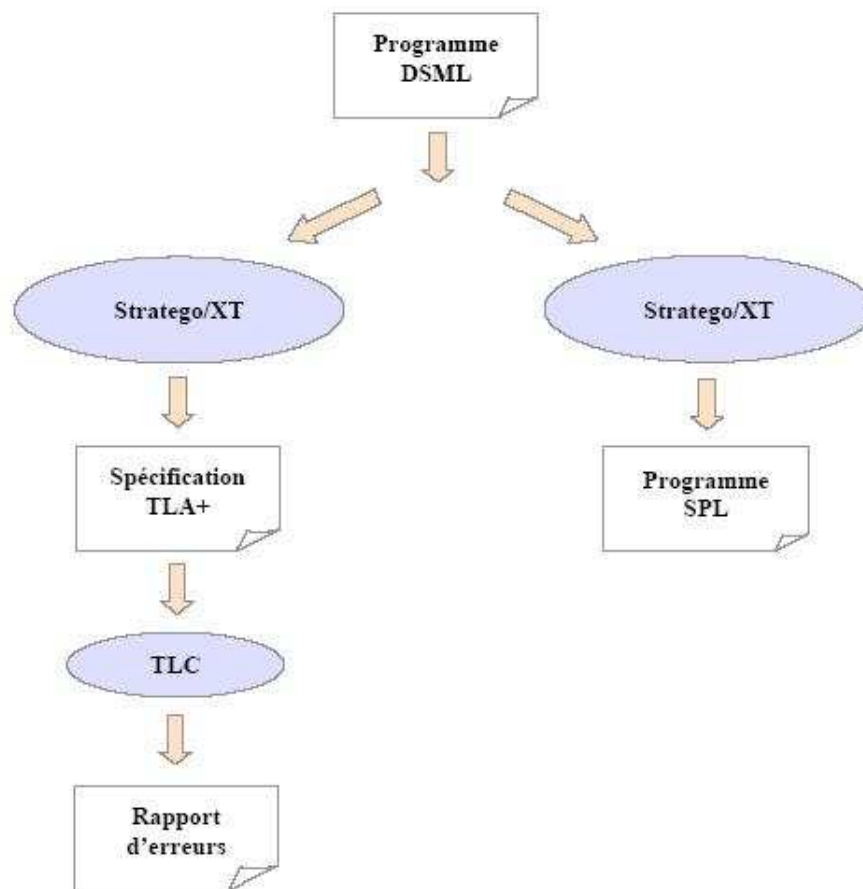 Programme
DSML
Stratego/XT
Stratego/XT
Spécification
TLA+
Programme
SPL
TLC
Rapport
d’erreurs